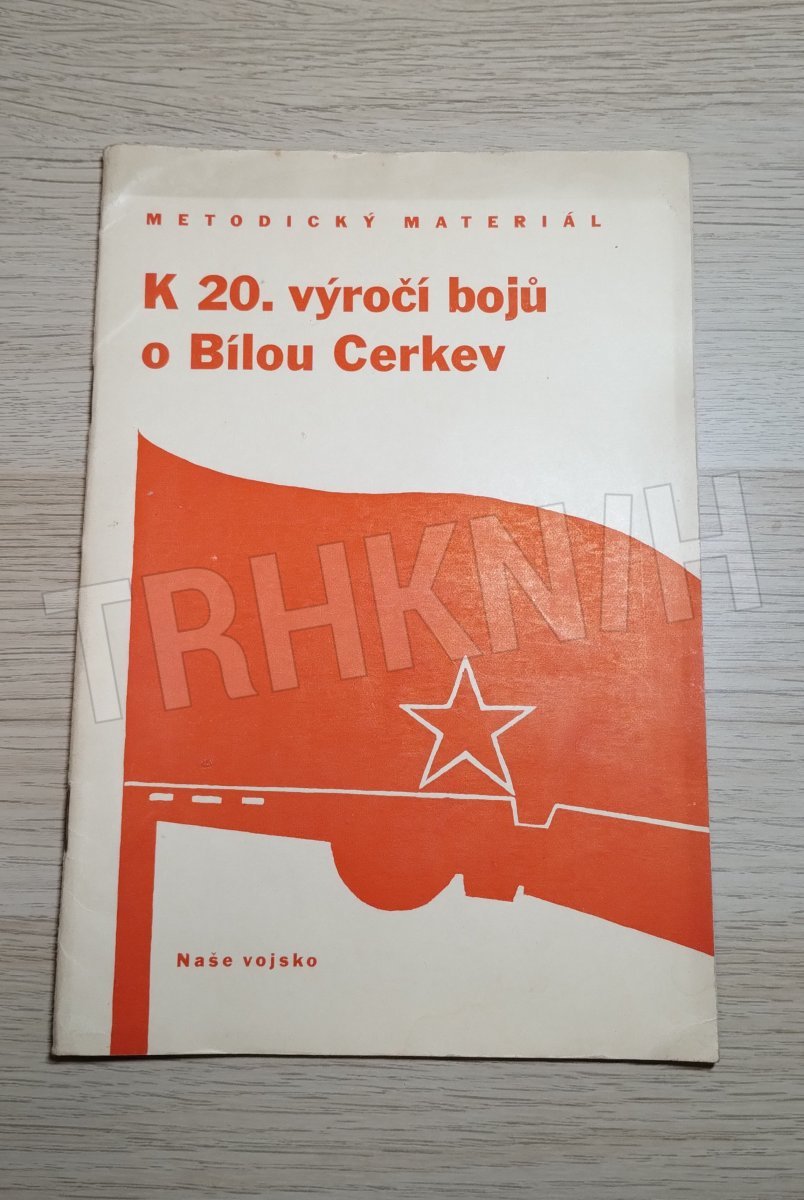 METODICKÝ MATERIÁL
K 20. výročí bojů
o Bílou Cerkev
TRHKNIH
Naše vojsko